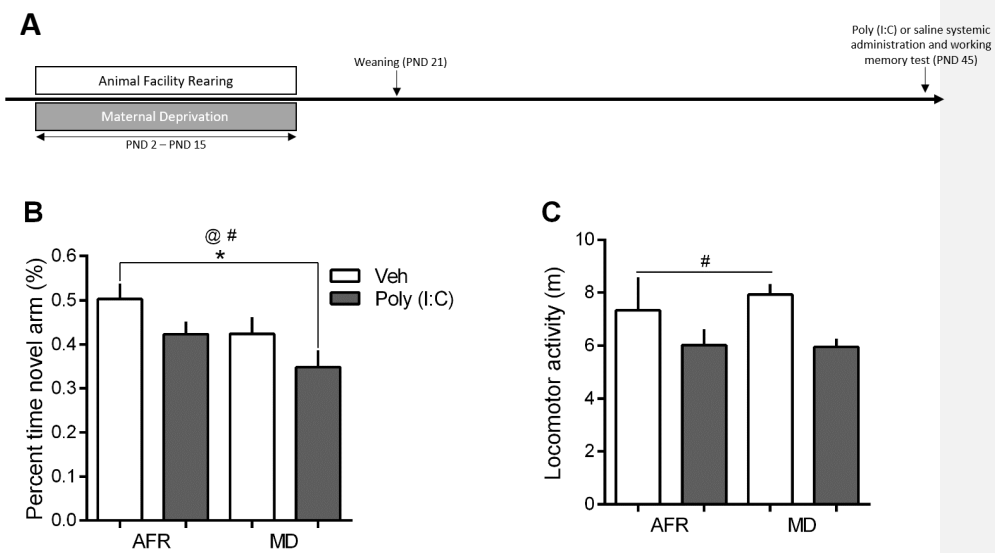 A
Poly (I:C) or saline systemic
administration and working
memory test (PND 45)
Weaning (PND 21)
Animal Facility Rearing
Maternal Deprivation
PND 2 – PND 15
B
@ #
*
Percent time novel arm (%)
0.6
0.5
0.4
0.3
0.2
0.1
0.0
AFR
MD
Veh
Poly (I:C)
C
#
Locomotor activity (m)
10
8
6
4
2
0
AFR
MD